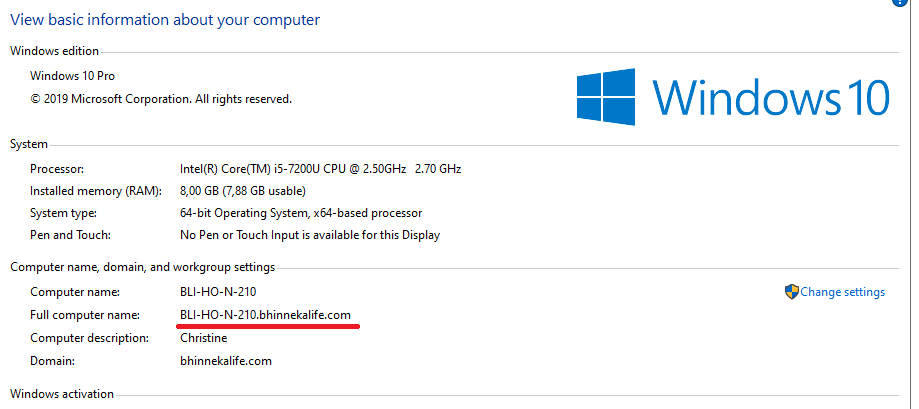 View basic information about your computer
Windows edition
Windows 10 Pro
© 2019 Microsoft Corporation. All rights reserved.
Windows 10
System
Processor: Intel(R) Core(TM) i5-7200U CPU @ 2.50GHz 2.70 GHz
Installed memory (RAM): 8,00 GB (7,88 GB usable)
System type: 64-bit Operating System, x64-based processor
Pen and Touch: No Pen or Touch Input is available for this Display
Computer name, domain, and workgroup settings
Computer name: BLI-HO-N-210 Change settings
Full computer name: BLI-HO-N-210.bhinnekalife.com
Computer description: Christine
Domain: bhinnekalife.com
Windows activation